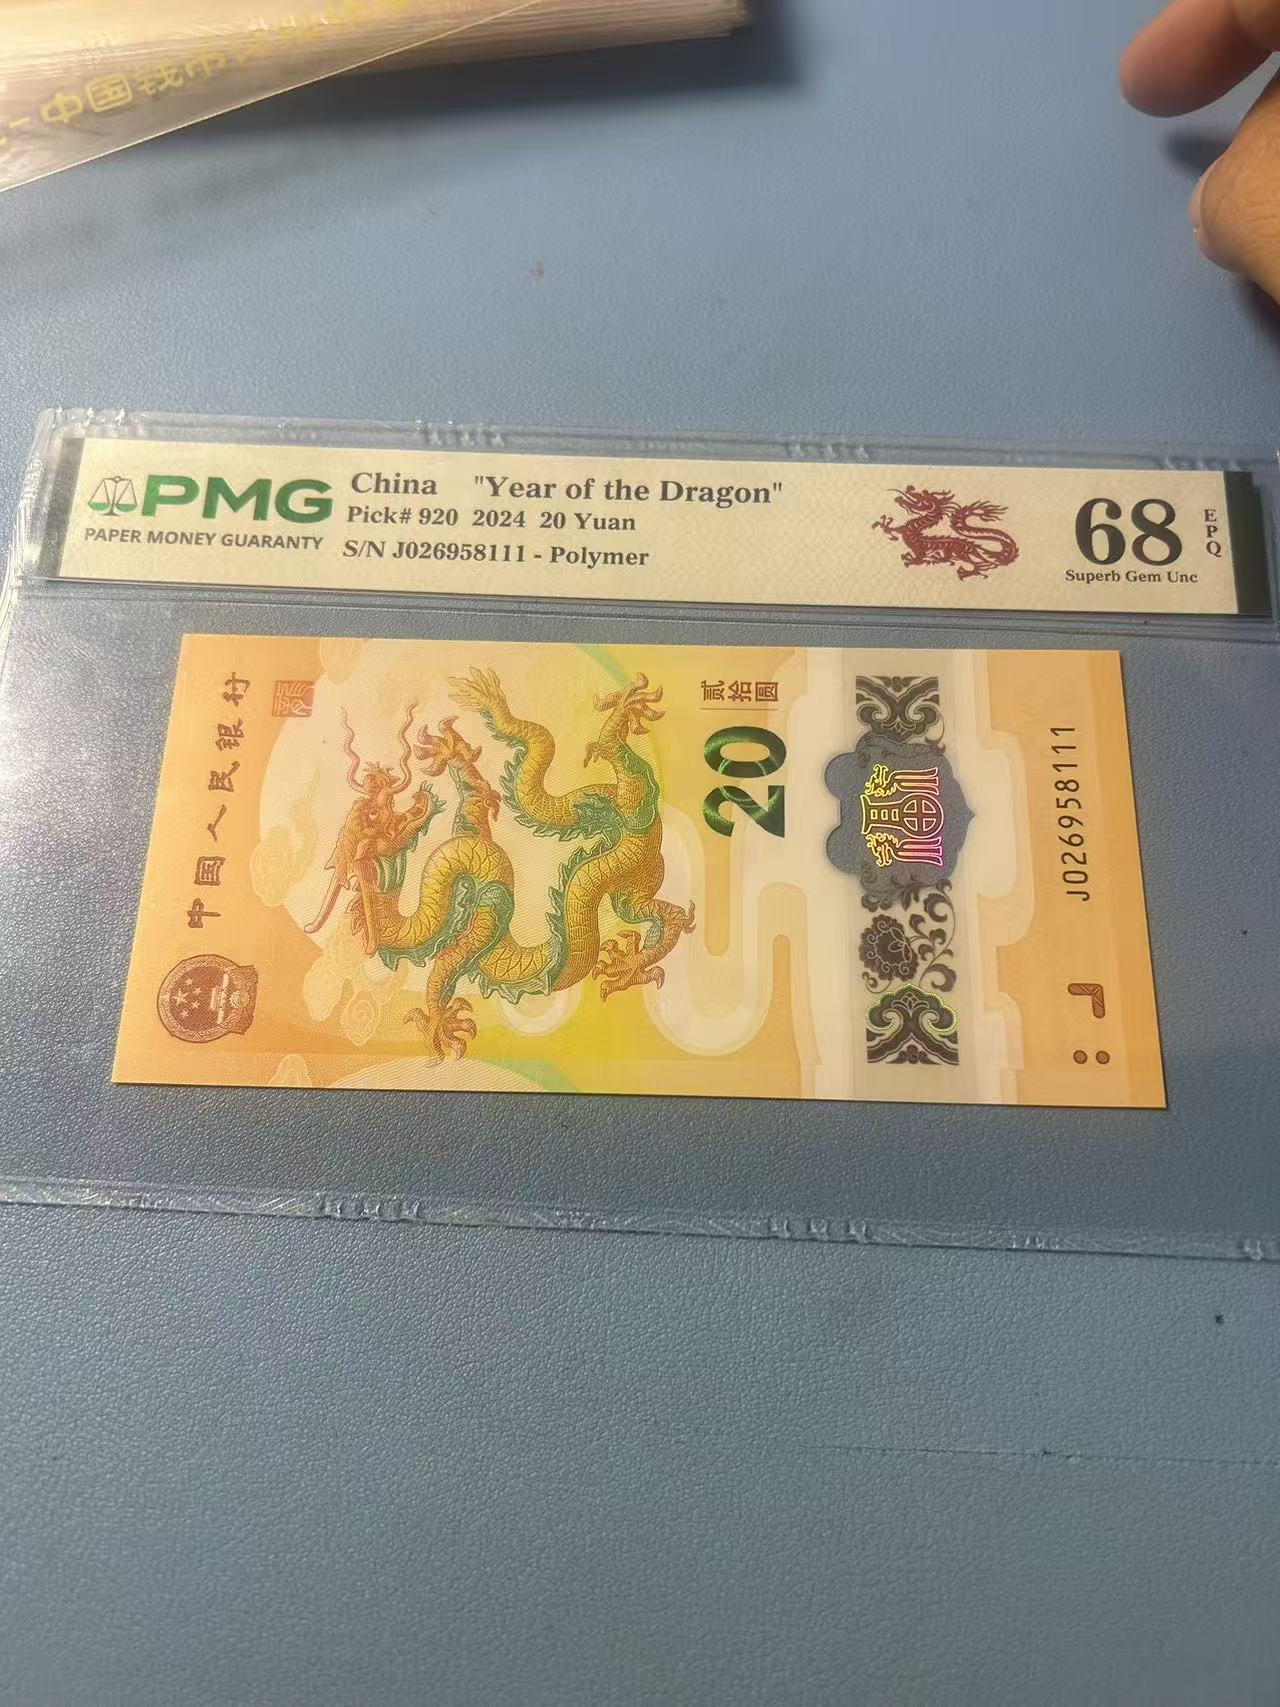 中国钱币
PMG
PAPER MONEY GUARANTY
China "Year of the Dragon"
Pick# 920 2024 20 Yuan
S/N J026958111 - Polymer
68
EPQ
Superb Gem Unc
中国人民银行
贰拾圆
20
J026958111